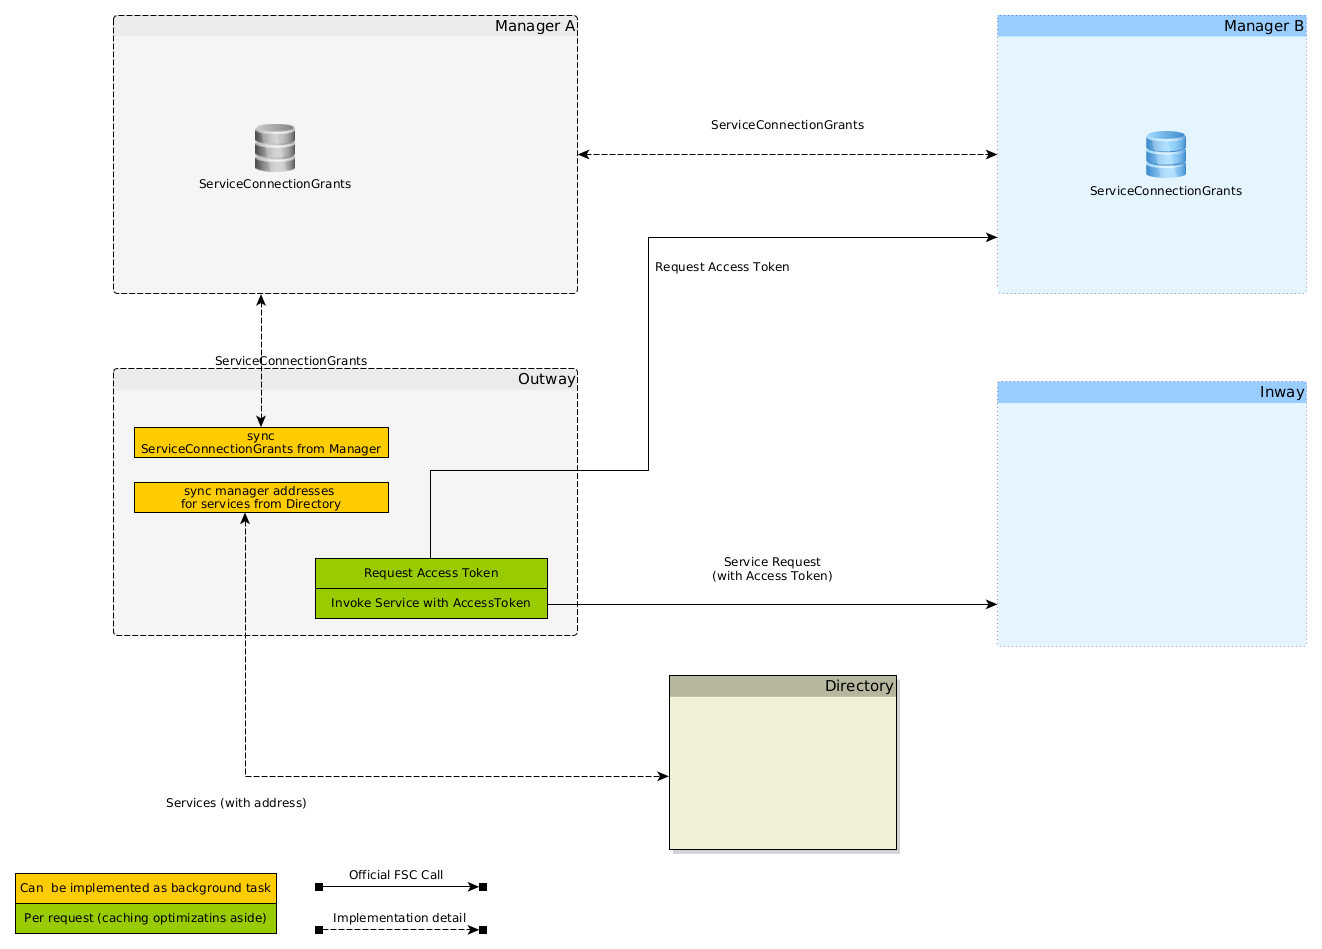 Manager A
Manager B
ServiceConnectionGrants
ServiceConnectionGrants
ServiceConnectionGrants
Request Access Token
ServiceConnectionGrants
Outway
Inway
sync
ServiceConnectionGrants from Manager
sync manager addresses
for services from Directory
Request Access Token
Invoke Service with AccessToken
Service Request
(with Access Token)
Directory
Services (with address)
Can  be implemented as background task
Per request (caching optimizatins aside)
Official FSC Call
Implementation detail